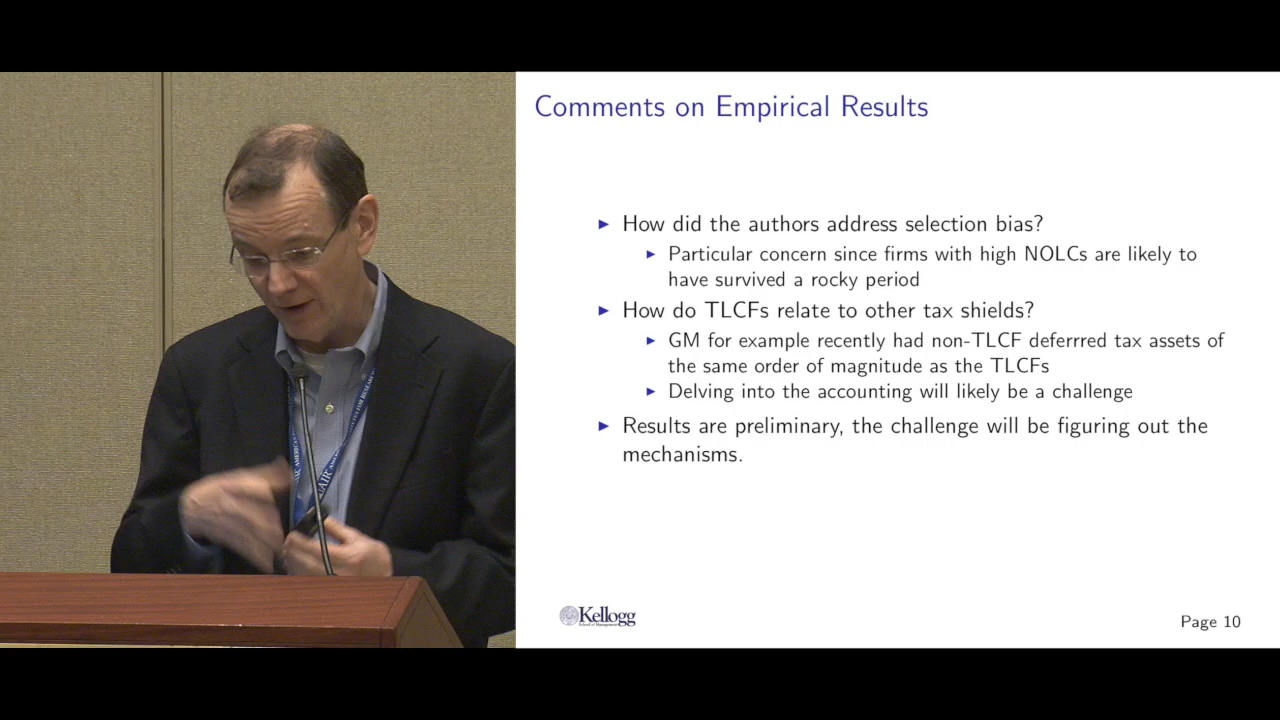 Comments on Empirical Results
▶ How did the authors address selection bias?
▶ Particular concern since firms with high NOLCs are likely to
have survived a rocky period
▶ How do TLCFs relate to other tax shields?
▶ GM for example recently had non-TLCF deferrred tax assets of
the same order of magnitude as the TLCFs
▶ Delving into the accounting will likely be a challenge
▶ Results are preliminary, the challenge will be figuring out the
mechanisms.
Kellogg
School of Management
Page 10